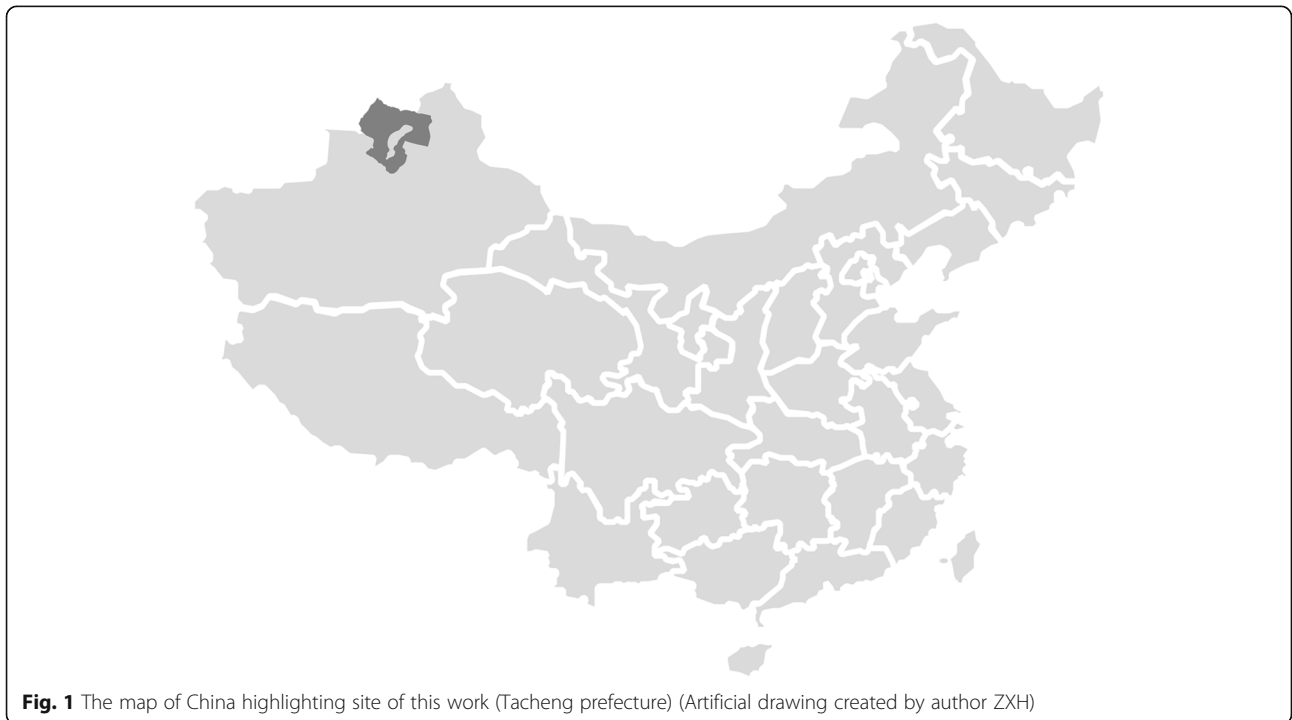 Fig. 1 The map of China highlighting site of this work (Tacheng prefecture) (Artificial drawing created by author ZXH)